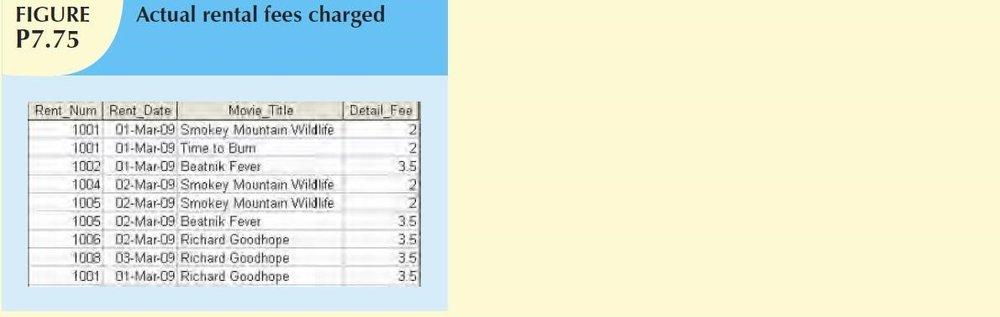 FIGURE
P7.75
Actual rental fees charged
Rent_Num Rent_Date Movie_Title Detail_Fee
1001 01-Mar-09 Smokey Mountain Wildlife 2
1001 01-Mar-09 Time to Burn 2
1002 01-Mar-09 Beatnik Fever 3.5
1004 02-Mar-09 Smokey Mountain Wildlife 2
1005 02-Mar-09 Smokey Mountain Wildlife 2
1005 02-Mar-09 Beatnik Fever 3.5
1006 02-Mar-09 Richard Goodhope 3.5
1008 03-Mar-09 Richard Goodhope 3.5
1001 01-Mar-09 Richard Goodhope 3.5